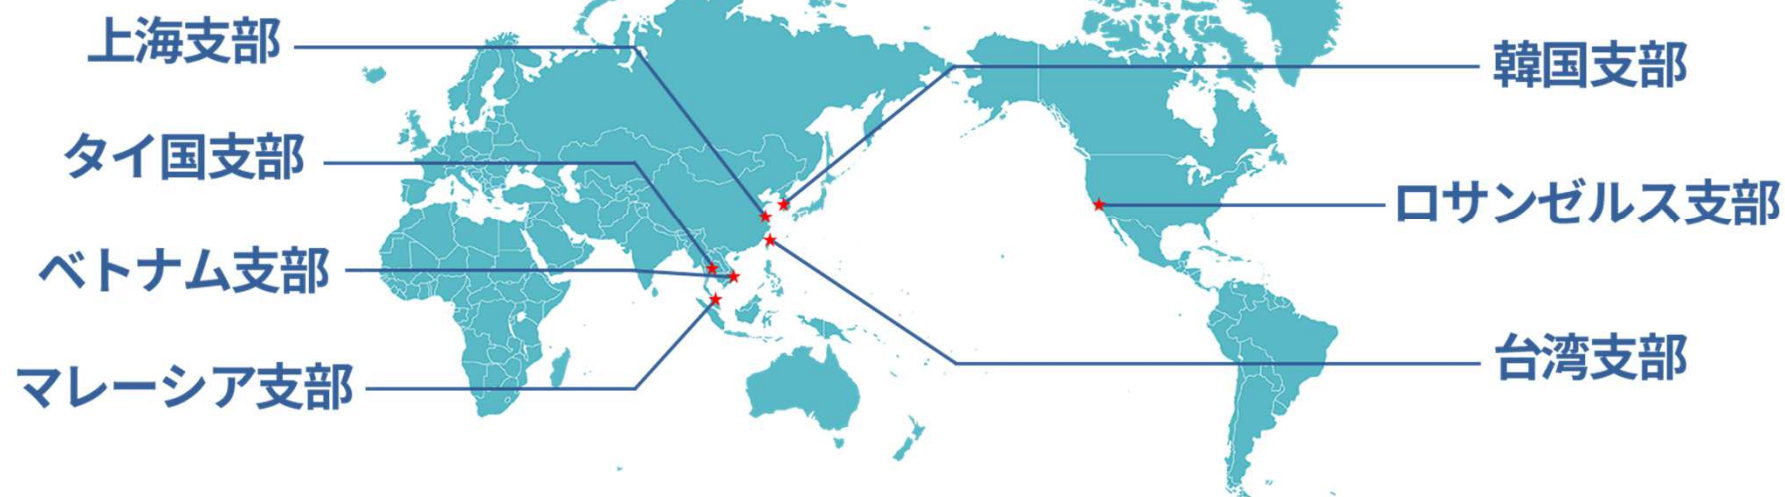 上海支部
タイ国支部
ベトナム支部
マレーシア支部
韓国支部
ロサンゼルス支部
台湾支部